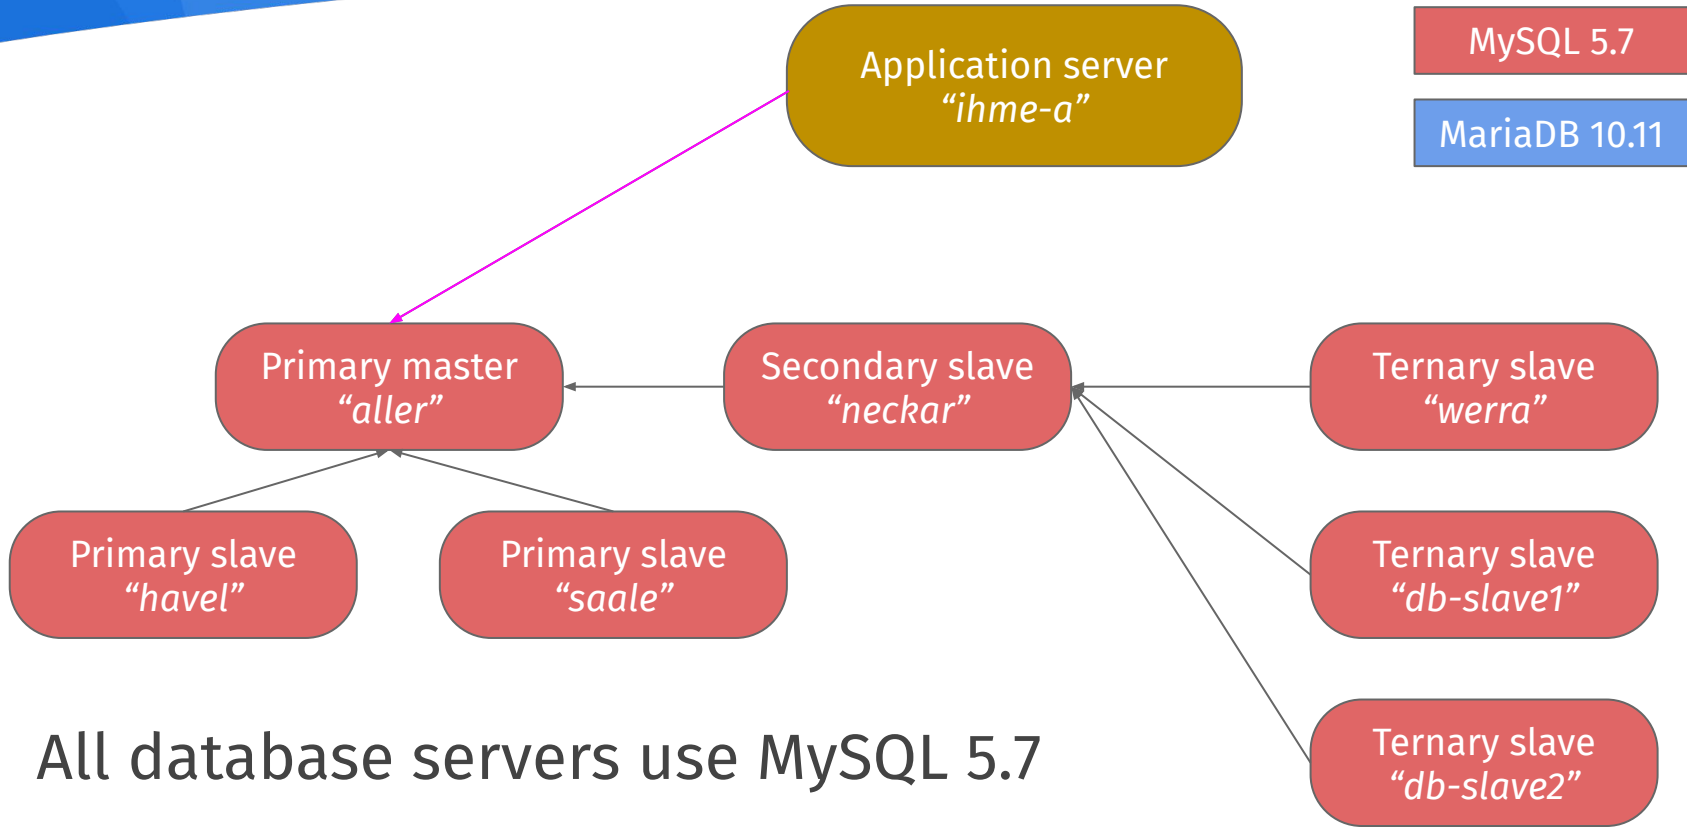 Application server
“ihme-a”
MySQL 5.7
MariaDB 10.11
Primary master
“aller”
Secondary slave
“neckar”
Ternary slave
“werra”
Primary slave
“havel”
Primary slave
“saale”
Ternary slave
“db-slave1”
Ternary slave
“db-slave2”
All database servers use MySQL 5.7